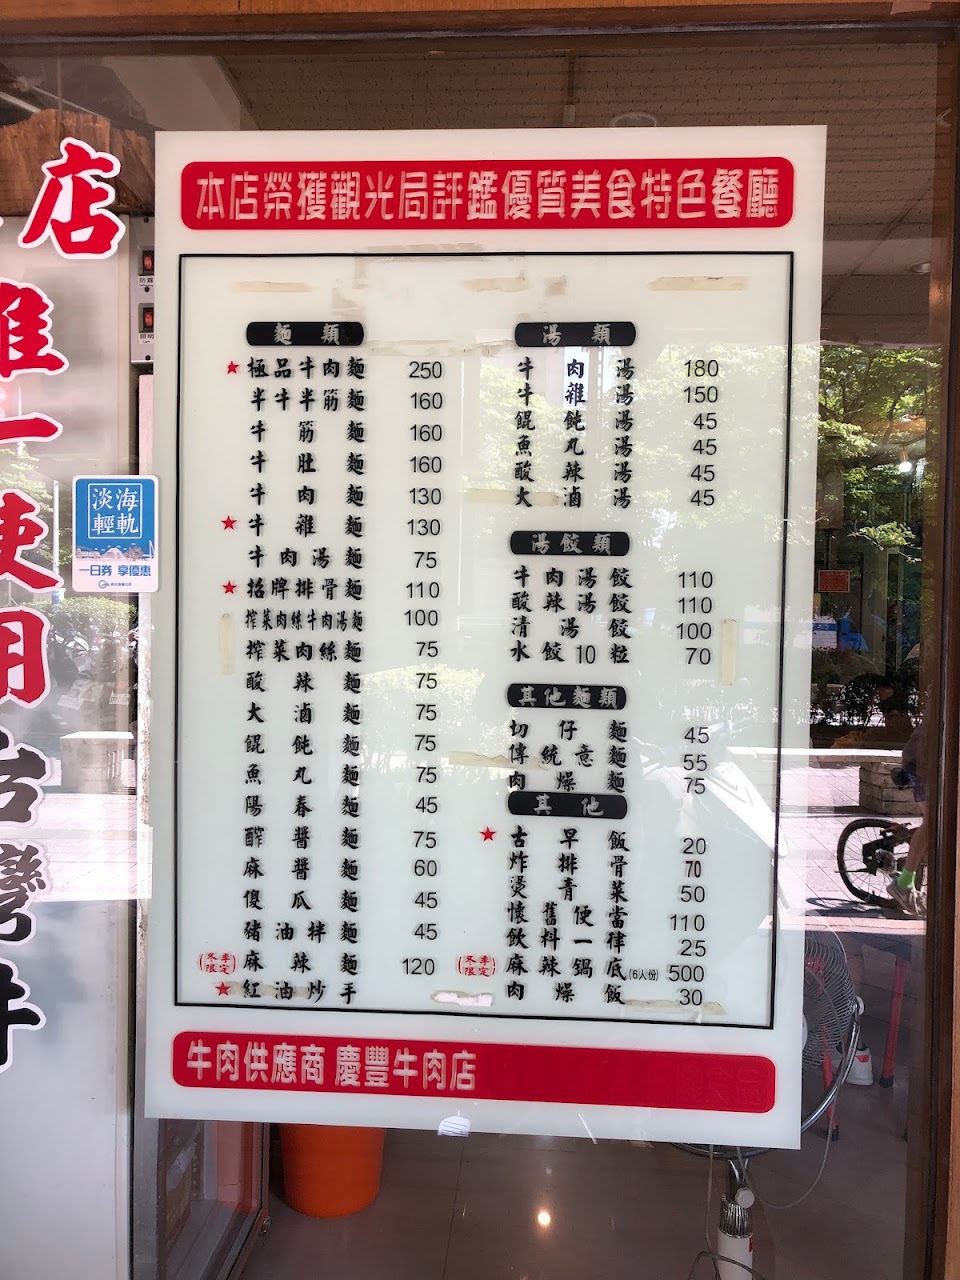 本店榮獲觀光局評鑑優質美食特色餐廳
麵類
★極品牛肉麵 250
半牛半筋麵 160
牛筋麵 160
牛肚麵 160
牛肉麵 130
★牛雜麵 130
牛肉湯麵 75
★招牌排骨麵 110
榨菜肉絲牛肉湯麵 100
榨菜肉絲麵 75
酸辣麵 75
大滷麵 75
餛飩麵 75
魚丸麵 75
陽春麵 45
醡醬麵 75
麻醬麵 60
傻瓜麵 45
豬油拌麵 45
(冬季限定)麻辣麵 120
★紅油炒手
湯類
牛肉湯 180
牛雜湯 150
餛飩湯 45
魚丸湯 45
酸辣湯 45
大滷湯 45
湯餃類
牛肉湯餃 110
酸辣湯餃 110
清湯餃 100
水餃10粒 70
其他麵類
切仔麵 45
傳統意麵 55
肉燥麵 75
其他
★古早飯 20
炸排骨 70
燙青菜 50
懷舊便當 110
飲料一律 25
(冬季限定)麻辣鍋底(6人份) 500
肉燥飯 30
牛肉供應商 慶豐牛肉店
店
雜
一
使
用
台
灣
牛
淡海
輕軌
一日券 享優惠